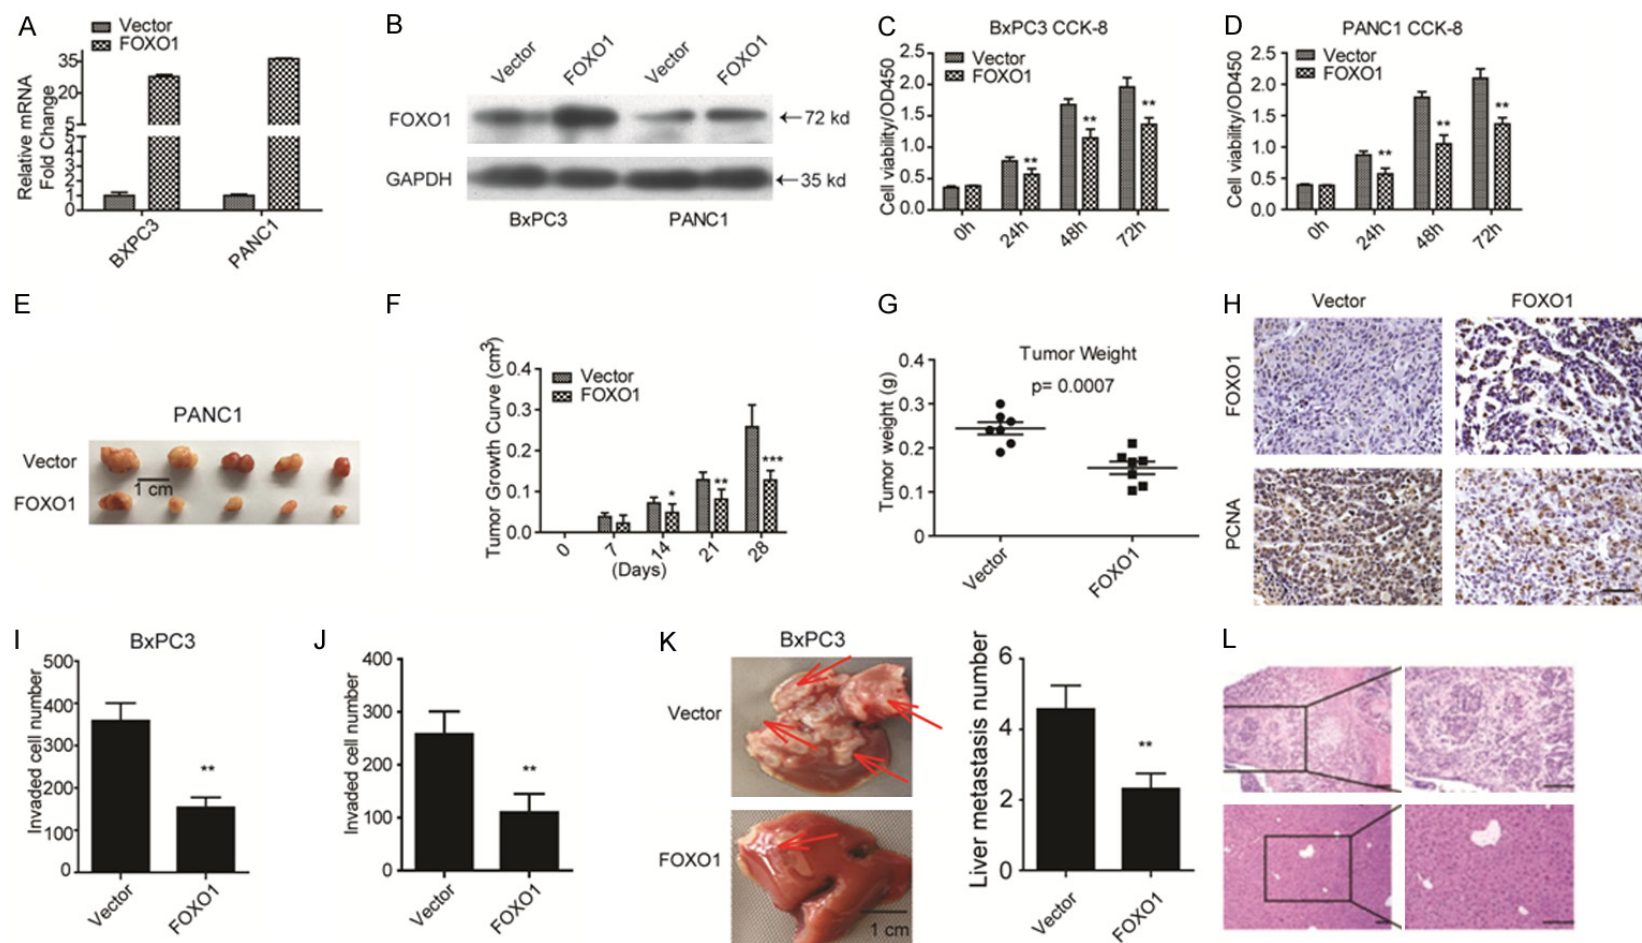 A
Vector
FOXO1
Relative mRNA
Fold Change
35
20
5
5
4
3
2
1
0
BXPC3
PANC1
B
Vector
FOXO1
Vector
FOXO1
FOXO1
←72 kd
GAPDH
←35 kd
BxPC3
PANC1
C
BxPC3 CCK-8
Vector
FOXO1
Cell viability/OD450
2.5
2.0
1.5
1.0
0.5
0.0
**
**
**
0h
24h
48h
72h
D
PANC1 CCK-8
Vector
FOXO1
Cell viability/OD450
2.5
2.0
1.5
1.0
0.5
0.0
**
**
**
0h
24h
48h
72h
E
PANC1
Vector
1 cm
FOXO1
F
Vector
FOXO1
Tumor Growth Curve (cm³)
0.4
0.3
0.2
0.1
0.0
*
**
***
0
7
14
21
28
(Days)
G
Tumor Weight
p= 0.0007
Tumor weight (g)
0.4
0.3
0.2
0.1
0
Vector
FOXO1
H
Vector
FOXO1
FOXO1
PCNA
I
BxPC3
Invaded cell number
500
400
300
200
100
0
**
Vector
FOXO1
J
Invaded cell number
400
300
200
100
0
**
Vector
FOXO1
K
BxPC3
Vector
FOXO1
1 cm
Liver metastasis number
6
4
2
0
**
Vector
FOXO1
L